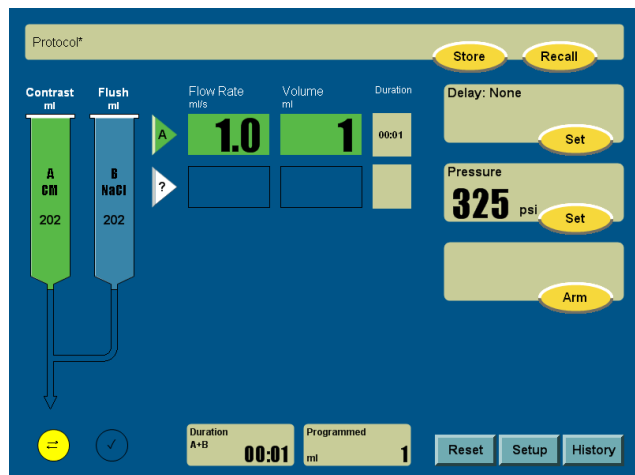 Protocol*
Store
Recall
Contrast
ml
Flush
ml
Flow Rate
ml/s
Volume
ml
Duration
Delay: None
Set
A
1.0
1
00:01
A
CM
202
B
NaCl
202
?
Pressure
325 psi
Set
Arm
Duration
A+B
00:01
Programmed
ml 1
Reset
Setup
History